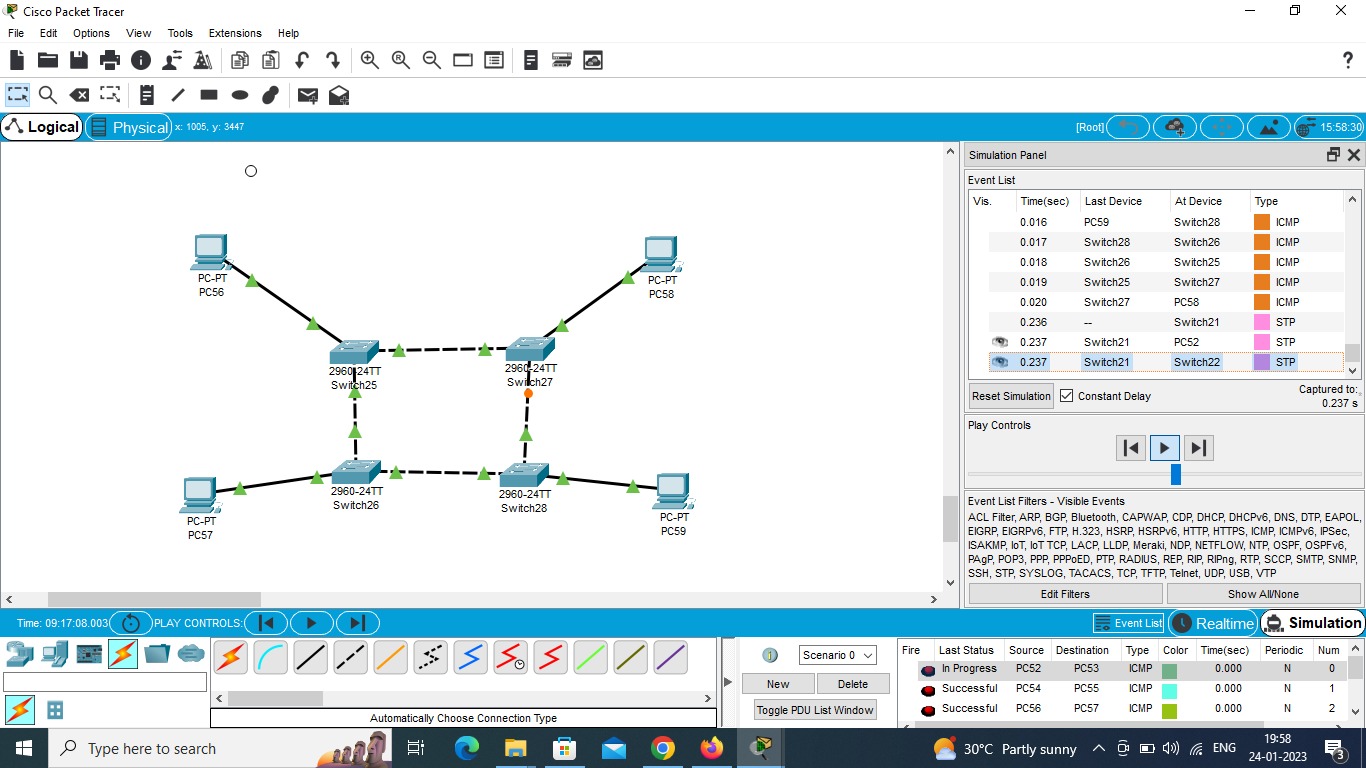 Cisco Packet Tracer
File Edit Options View Tools Extensions Help
Logical Physical x: 1005, y: 3447 [Root] 15:58:30
PC-PT
PC56
PC-PT
PC58
2960-24TT
Switch25
2960-24TT
Switch27
2960-24TT
Switch26
2960-24TT
Switch28
PC-PT
PC57
PC-PT
PC59
Simulation Panel
Event List
Vis. Time(sec) Last Device At Device Type
0.016 PC59 Switch28 ICMP
0.017 Switch28 Switch26 ICMP
0.018 Switch26 Switch25 ICMP
0.019 Switch25 Switch27 ICMP
0.020 Switch27 PC58 ICMP
0.236 -- Switch21 STP
0.237 Switch21 PC52 STP
0.237 Switch21 Switch22 STP
Reset Simulation Constant Delay Captured to:
0.237 s
Play Controls
Event List Filters - Visible Events
ACL Filter, ARP, BGP, Bluetooth, CAPWAP, CDP, DHCP, DHCPv6, DNS, DTP, EAPOL,
EIGRP, EIGRPv6, FTP, H.323, HSRP, HSRPv6, HTTP, HTTPS, ICMP, ICMPv6, IPSec,
ISAKMP, IoT, IoT TCP, LACP, LLDP, Meraki, NDP, NETFLOW, NTP, OSPF, OSPFv6,
PAgP, POP3, PPP, PPPoED, PTP, RADIUS, REP, RIP, RIPng, RTP, SCCP, SMTP, SNMP,
SSH, STP, SYSLOG, TACACS, TCP, TFTP, Telnet, UDP, USB, VTP
Edit Filters Show All/None
Time: 09:17:08.003 PLAY CONTROLS: Event List Realtime Simulation
Automatically Choose Connection Type
Scenario 0
New Delete
Toggle PDU List Window
Fire Last Status Source Destination Type Color Time(sec) Periodic Num
In Progress PC52 PC53 ICMP 0.000 N 0
Successful PC54 PC55 ICMP 0.000 N 1
Successful PC56 PC57 ICMP 0.000 N 2
Type here to search
30°C Partly sunny ENG 19:58
24-01-2023 3